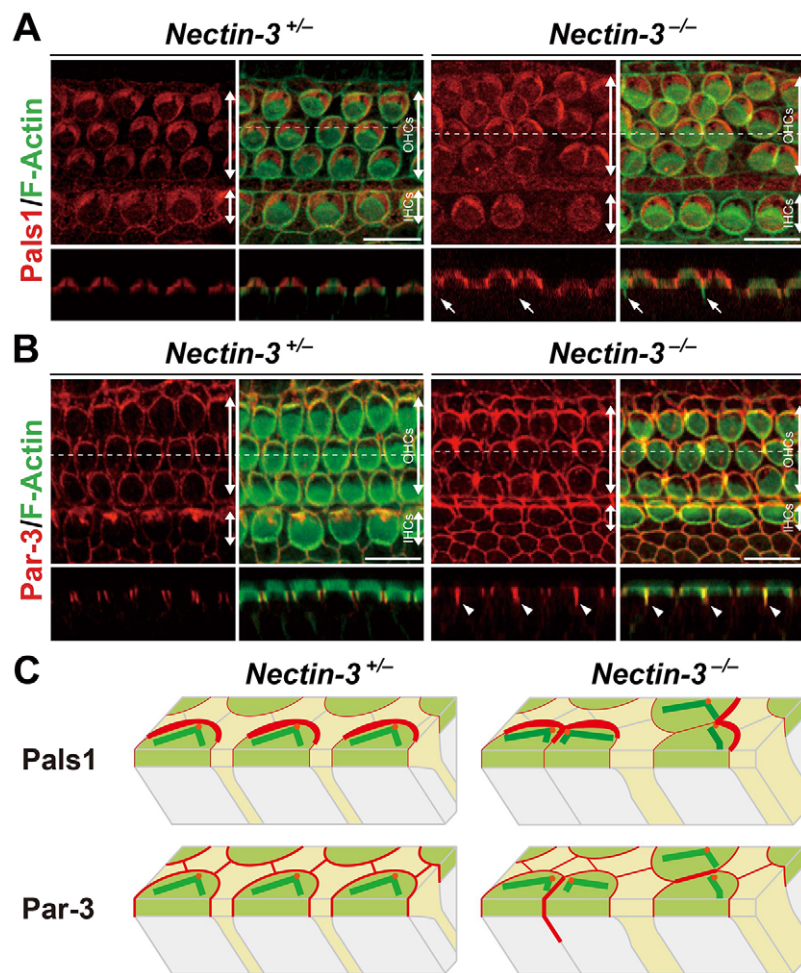 A
Nectin-3+/–
Nectin-3–/–
Pals1/F-Actin
OHCs
IHCs
OHCs
IHCs
B
Nectin-3+/–
Nectin-3–/–
Par-3/F-Actin
OHCs
IHCs
OHCs
IHCs
C
Nectin-3+/–
Nectin-3–/–
Pals1
Par-3